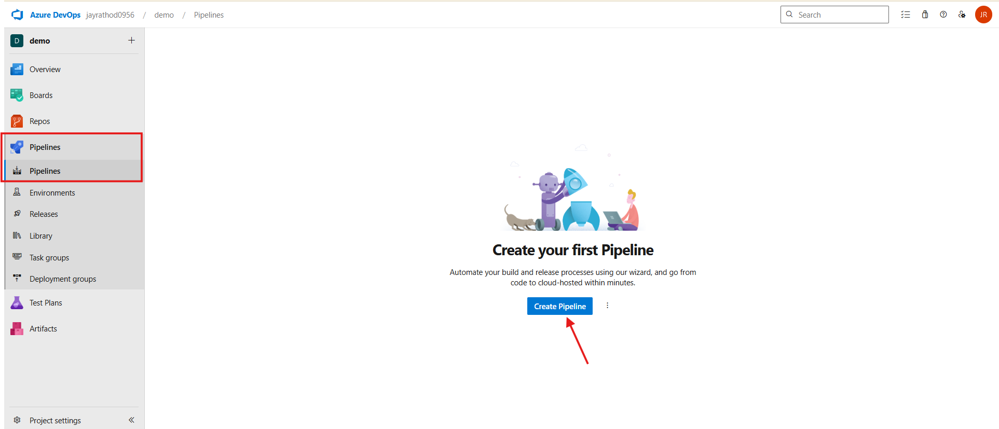 Azure DevOps jayrathod0956 / demo / Pipelines
Search
JR
D demo
Overview
Boards
Repos
Pipelines
Pipelines
Environments
Releases
Library
Task groups
Deployment groups
Test Plans
Artifacts
Project settings
Create your first Pipeline
Automate your build and release processes using our wizard, and go from
code to cloud-hosted within minutes.
Create Pipeline